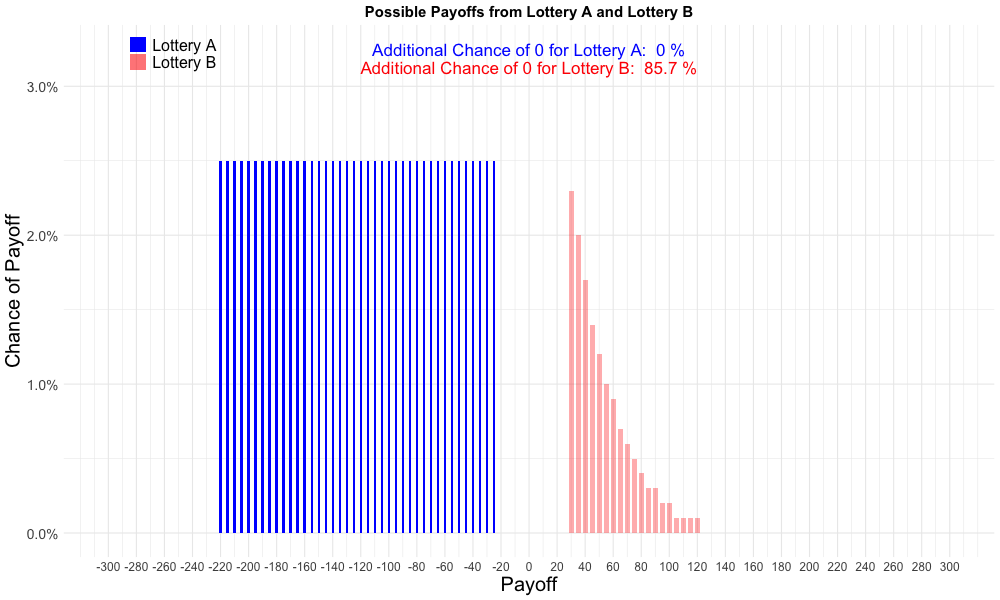 Possible Payoffs from Lottery A and Lottery B
Lottery A
Lottery B
Additional Chance of 0 for Lottery A:  0 %
Additional Chance of 0 for Lottery B:  85.7 %
Chance of Payoff
3.0%
2.0%
1.0%
0.0%
-300 -280 -260 -240 -220 -200 -180 -160 -140 -120 -100 -80 -60 -40 -20 0 20 40 60 80 100 120 140 160 180 200 220 240 260 280 300
Payoff